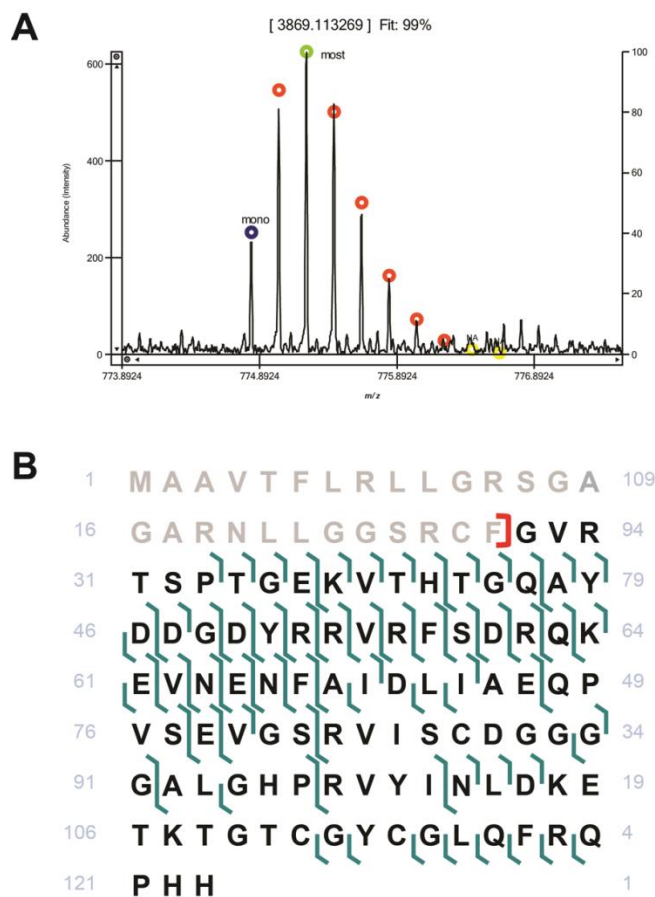 A
[ 3869.113269 ] Fit: 99%
600
100
most
80
400
60
mono
40
200
20
NA
0
0
773.8924
774.8924
775.8924
776.8924
Abundance (Intensity)
m/z
B
1 M A A V T F L R L L G R S G A 109
16 G A R N L L G G S R C F G V R 94
31 T S P T G E K V T H T G Q A Y 79
46 D D G D Y R R V R F S D R Q K 64
61 E V N E N F A I D L I A E Q P 49
76 V S E V G S R V I S C D G G G 34
91 G A L G H P R V Y I N L D K E 19
106 T K T G T C G Y C G L Q F R Q 4
121 P H H 1